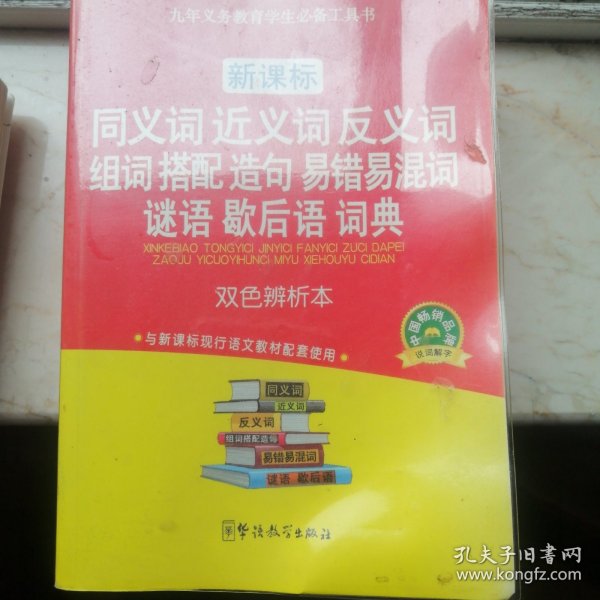 九年义务教育学生必备工具书
新课标
同义词 近义词 反义词
组词 搭配 造句 易错易混词
谜语 歇后语 词典
XINKEBIAO TONGYICI JINYICI FANYICI ZUCI DAPEI
ZAOJU YICUOYIHUNCI MIYU XIEHOUYU CIDIAN
双色辨析本
与新课标现行语文教材配套使用
中国畅销品牌
说词解字
同义词
近义词
反义词
组词搭配造句
易错易混词
谜语 歇后语
华语教学出版社
孔夫子旧书网
www.kongfz.com